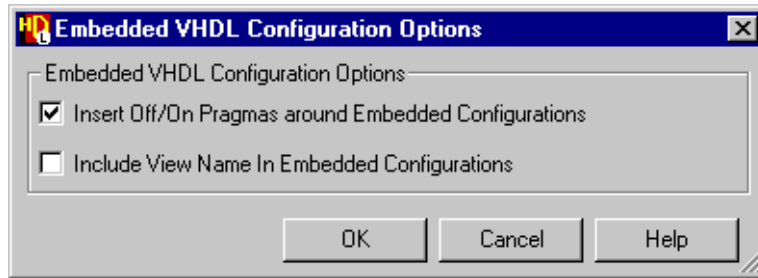 HDL Embedded VHDL Configuration Options
Embedded VHDL Configuration Options
Insert Off/On Pragmas around Embedded Configurations
Include View Name In Embedded Configurations
OK Cancel Help